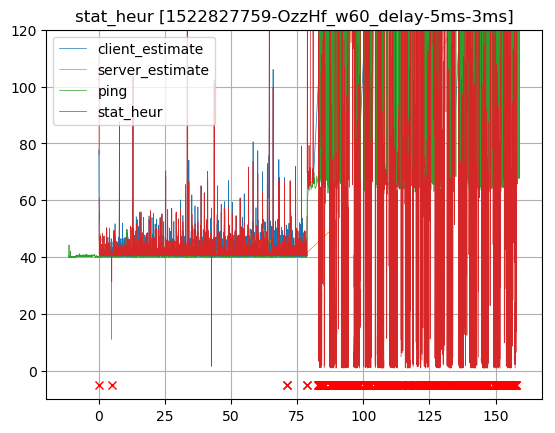 stat_heur [1522827759-OzzHf_w60_delay-5ms-3ms]
120
100
80
60
40
20
0
client_estimate
server_estimate
ping
stat_heur
0 25 50 75 100 125 150